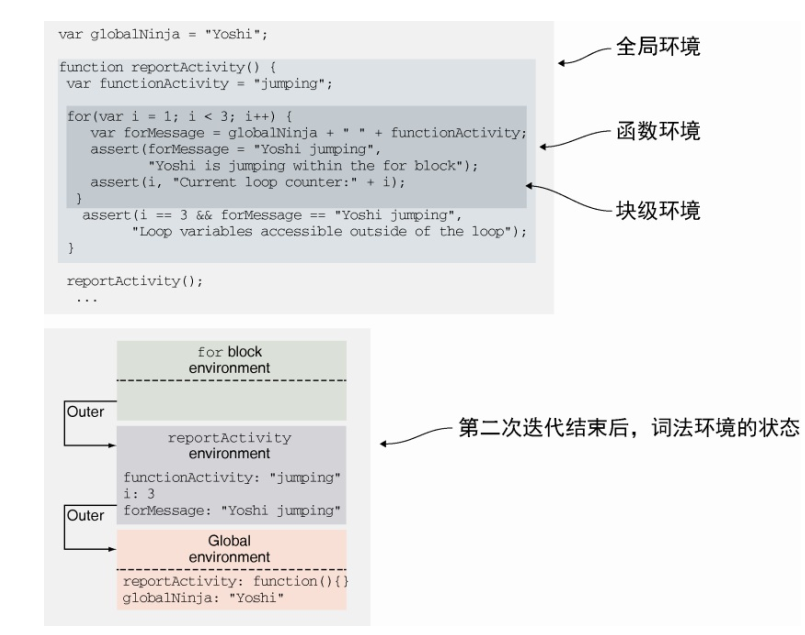 var globalNinja = "Yoshi";
全局环境
function reportActivity() {
var functionActivity = "jumping";
for(var i = 1; i < 3; i++) {
var forMessage = globalNinja + " " + functionActivity;
函数环境
assert(forMessage = "Yoshi jumping",
"Yoshi is jumping within the for block");
assert(i, "Current loop counter:" + i);
}
块级环境
assert(i == 3 && forMessage == "Yoshi jumping",
"Loop variables accessible outside of the loop");
}
reportActivity();
...
for block
environment
Outer
reportActivity
environment
第二次迭代结束后，词法环境的状态
functionActivity: "jumping"
i: 3
forMessage: "Yoshi jumping"
Outer
Global
environment
reportActivity: function(){}
globalNinja: "Yoshi"